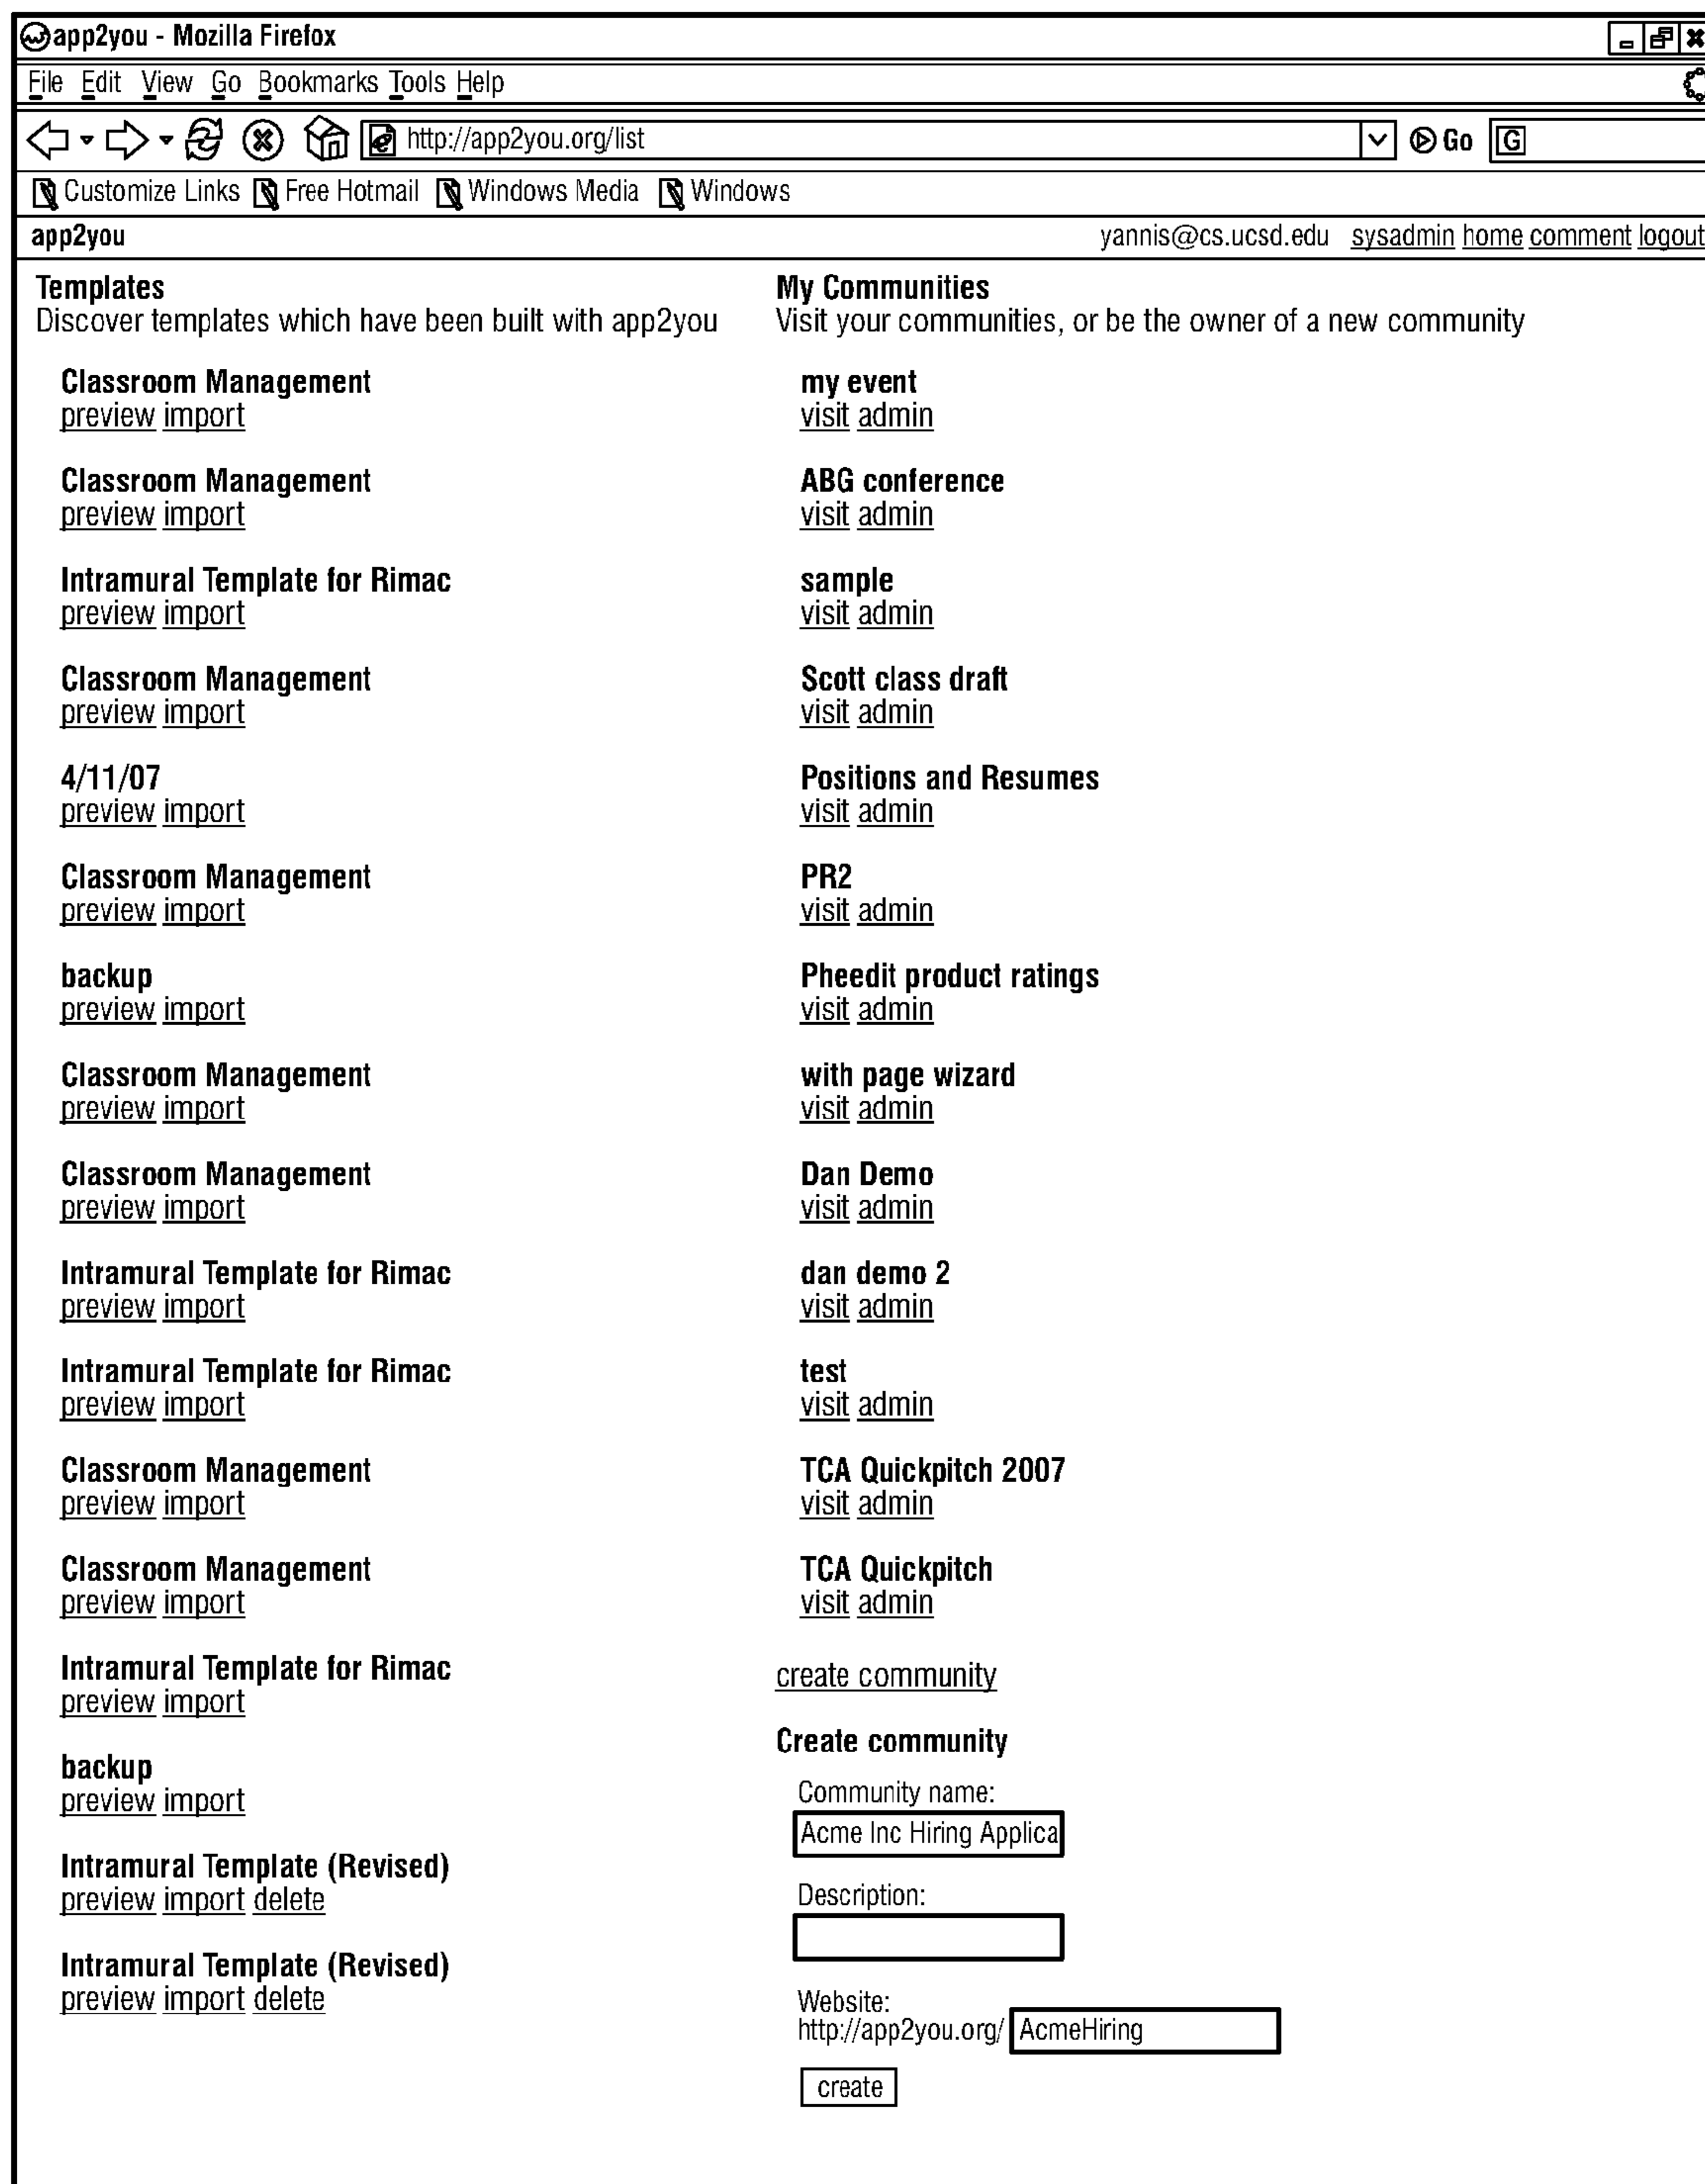 app2you - Mozilla Firefox
File Edit View Go Bookmarks Tools Help
http://app2you.org/list Go G
Customize Links Free Hotmail Windows Media Windows
app2you yannis@cs.ucsd.edu sysadmin home comment logout
Templates
Discover templates which have been built with app2you
Classroom Management
preview import
Classroom Management
preview import
Intramural Template for Rimac
preview import
Classroom Management
preview import
4/11/07
preview import
Classroom Management
preview import
backup
preview import
Classroom Management
preview import
Classroom Management
preview import
Intramural Template for Rimac
preview import
Intramural Template for Rimac
preview import
Classroom Management
preview import
Classroom Management
preview import
Intramural Template for Rimac
preview import
backup
preview import
Intramural Template (Revised)
preview import delete
Intramural Template (Revised)
preview import delete
My Communities
Visit your communities, or be the owner of a new community
my event
visit admin
ABG conference
visit admin
sample
visit admin
Scott class draft
visit admin
Positions and Resumes
visit admin
PR2
visit admin
Pheedit product ratings
visit admin
with page wizard
visit admin
Dan Demo
visit admin
dan demo 2
visit admin
test
visit admin
TCA Quickpitch 2007
visit admin
TCA Quickpitch
visit admin
create community
Create community
Community name:
Acme Inc Hiring Applica
Description:
Website:
http://app2you.org/ AcmeHiring
create